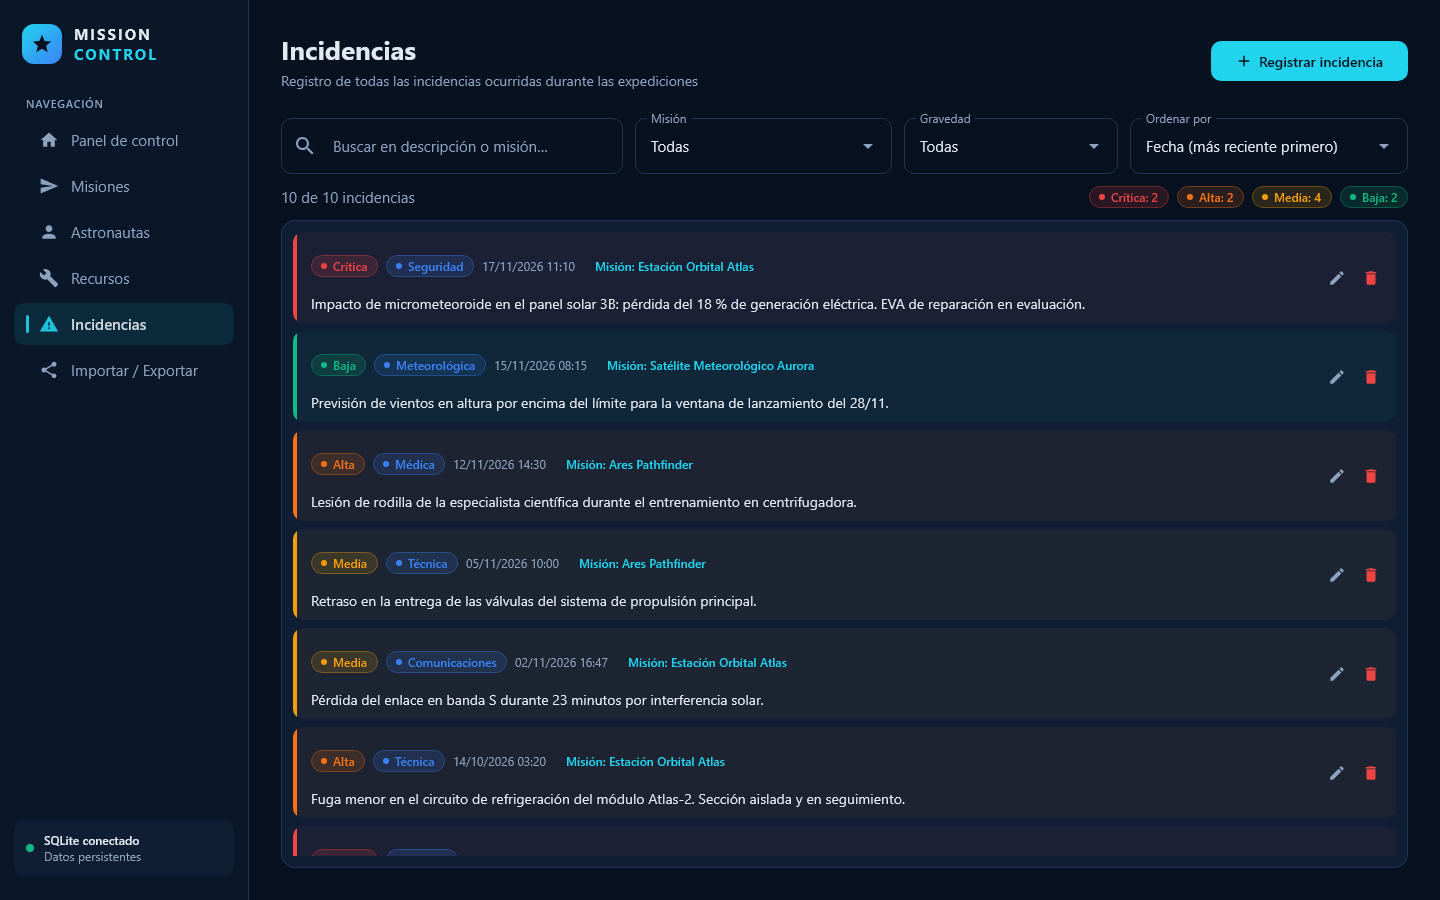 MISSION
CONTROL
NAVEGACIÓN
Panel de control
Misiones
Astronautas
Recursos
Incidencias
Importar / Exportar
SQLite conectado
Datos persistentes
Incidencias
Registro de todas las incidencias ocurridas durante las expediciones
+ Registrar incidencia
Buscar en descripción o misión...
Misión
Todas
Gravedad
Todas
Ordenar por
Fecha (más reciente primero)
10 de 10 incidencias
Crítica: 2
Alta: 2
Media: 4
Baja: 2
Crítica Seguridad 17/11/2026 11:10 Misión: Estación Orbital Atlas
Impacto de micrometeoroide en el panel solar 3B: pérdida del 18 % de generación eléctrica. EVA de reparación en evaluación.
Baja Meteorológica 15/11/2026 08:15 Misión: Satélite Meteorológico Aurora
Previsión de vientos en altura por encima del límite para la ventana de lanzamiento del 28/11.
Alta Médica 12/11/2026 14:30 Misión: Ares Pathfinder
Lesión de rodilla de la especialista científica durante el entrenamiento en centrifugadora.
Media Técnica 05/11/2026 10:00 Misión: Ares Pathfinder
Retraso en la entrega de las válvulas del sistema de propulsión principal.
Media Comunicaciones 02/11/2026 16:47 Misión: Estación Orbital Atlas
Pérdida del enlace en banda S durante 23 minutos por interferencia solar.
Alta Técnica 14/10/2026 03:20 Misión: Estación Orbital Atlas
Fuga menor en el circuito de refrigeración del módulo Atlas-2. Sección aislada y en seguimiento.